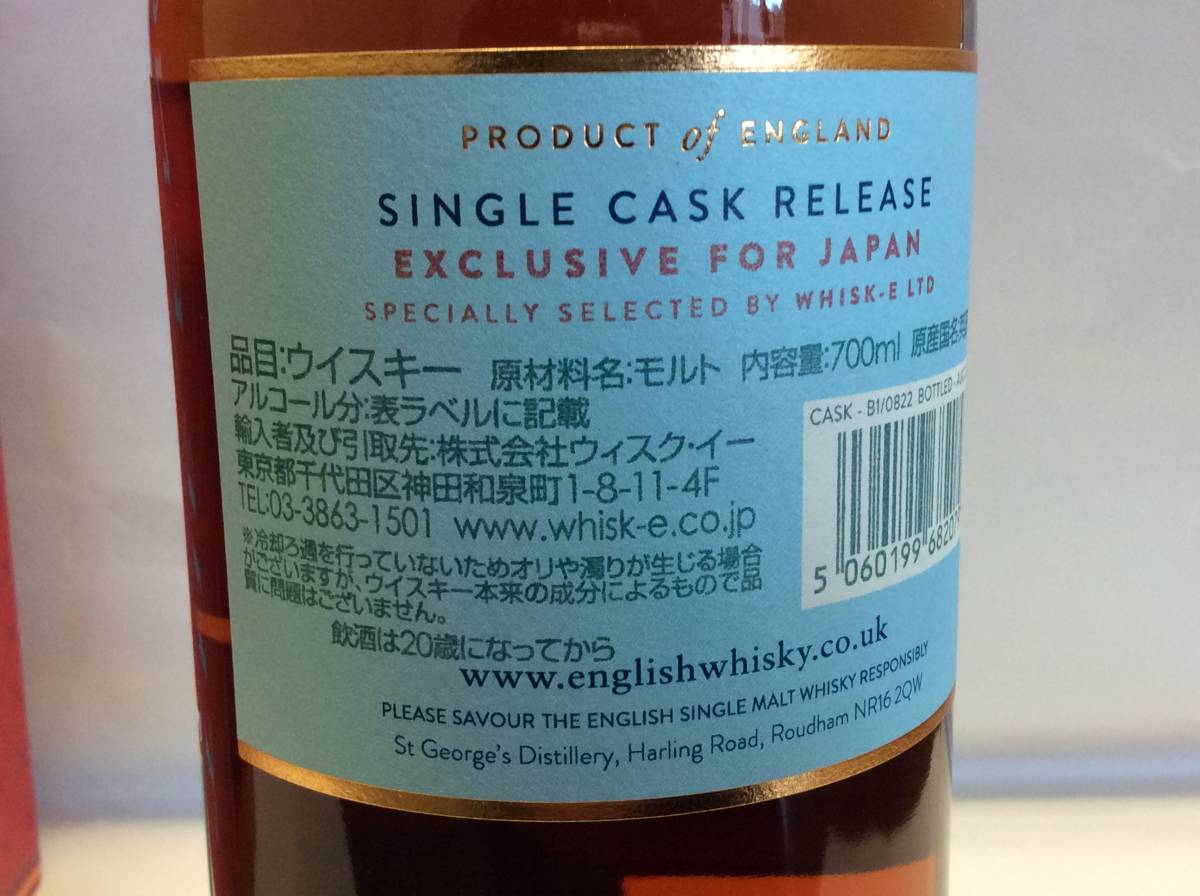 PRODUCT of ENGLAND
SINGLE CASK RELEASE
EXCLUSIVE FOR JAPAN
SPECIALLY SELECTED BY WHISK-E LTD
品目:ウイスキー 原材料名:モルト 内容量:700ml 原産国名:英
アルコール分:表ラベルに記載
輸入者及び引取先:株式会社ウィスク・イー
東京都千代田区神田和泉町1-8-11-4F
TEL:03-3863-1501 www.whisk-e.co.jp
※冷却ろ過を行っていないためオリや濁りが生じる場合
がございますが、ウイスキー本来の成分によるもので品
質に問題はございません。
飲酒は20歳になってから
CASK - B1/0822 BOTTLED -
5 060199 6820
www.englishwhisky.co.uk
PLEASE SAVOUR THE ENGLISH SINGLE MALT WHISKY RESPONSIBLY
St George's Distillery, Harling Road, Roudham NR16 2QW